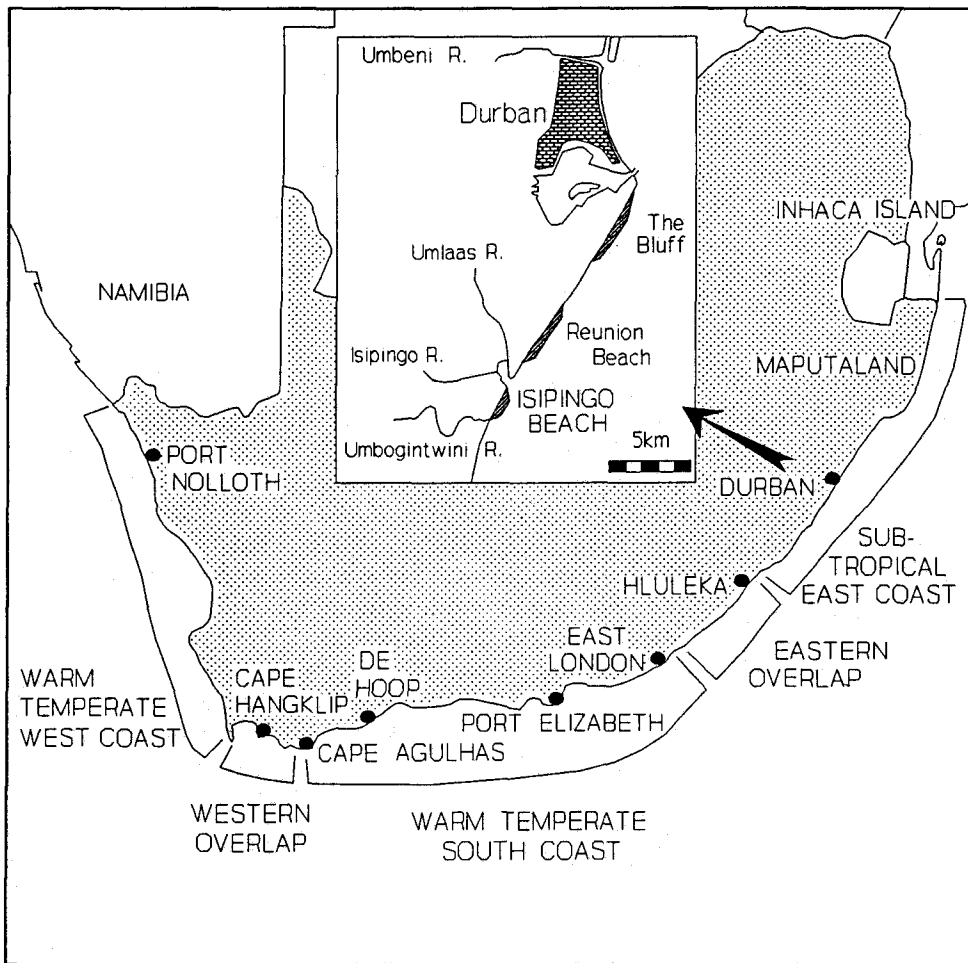 Umbeni R.
Durban
The
Bluff
Umlaas R.
Isipingo R.
Reunion
Beach
ISIPINGO
BEACH
Umbogintwini R.
5km
INHACA ISLAND
NAMIBIA
MAPUTALAND
PORT
NOLLOTH
DURBAN
SUB-
TROPICAL
EAST COAST
HLULEKA
EAST
LONDON
EASTERN
OVERLAP
DE
HOOP
CAPE
HANGKLIP
PORT ELIZABETH
WARM
TEMPERATE
WEST COAST
CAPE AGULHAS
WESTERN
OVERLAP
WARM TEMPERATE
SOUTH COAST